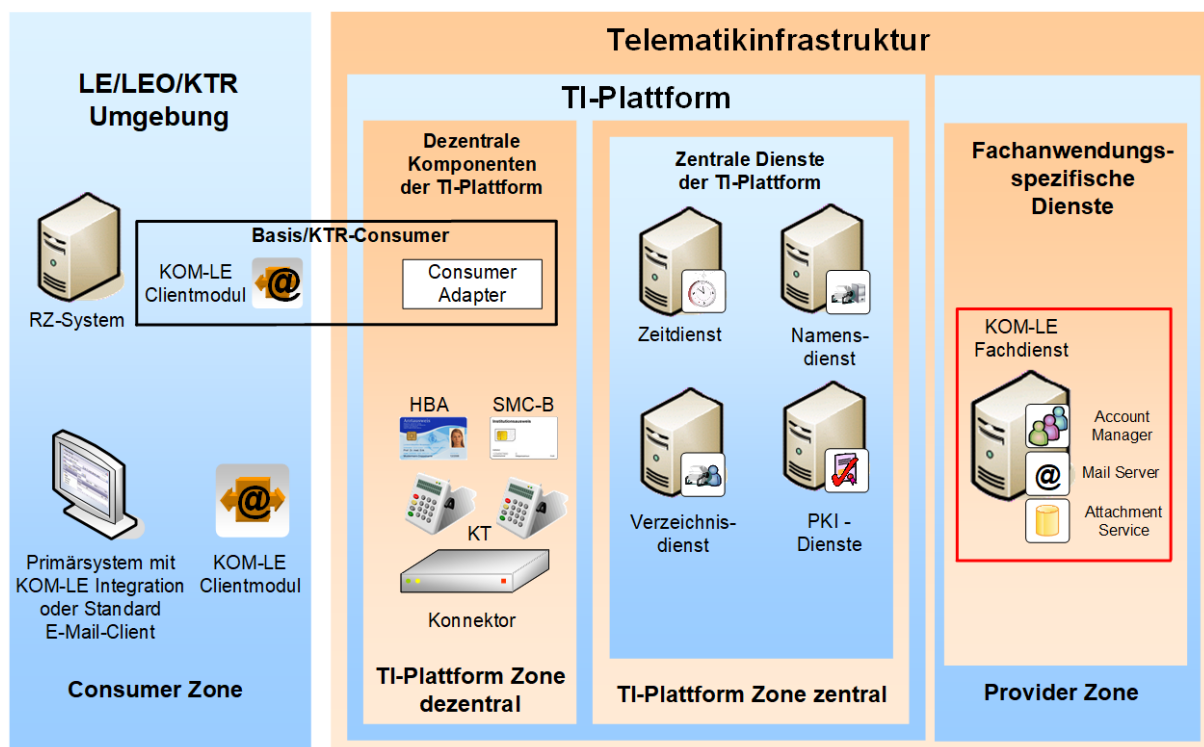 LE/LEO/KTR
Umgebung
RZ-System
Basis/KTR-Consumer
KOM-LE
Clientmodul
Consumer
Adapter
Primärsystem mit
KOM-LE Integration
oder Standard
E-Mail-Client
KOM-LE
Clientmodul
Consumer Zone
Telematikinfrastruktur
TI-Plattform
Dezentrale
Komponenten
der TI-Plattform
HBA
SMC-B
KT
Konnektor
TI-Plattform Zone
dezentral
Zentrale Dienste
der TI-Plattform
Zeitdienst
Namens-
dienst
Verzeichnis-
dienst
PKI -
Dienste
TI-Plattform Zone zentral
Fachanwendungs-
spezifische
Dienste
KOM-LE
Fachdienst
Account
Manager
@ Mail Server
Attachment
Service
Provider Zone